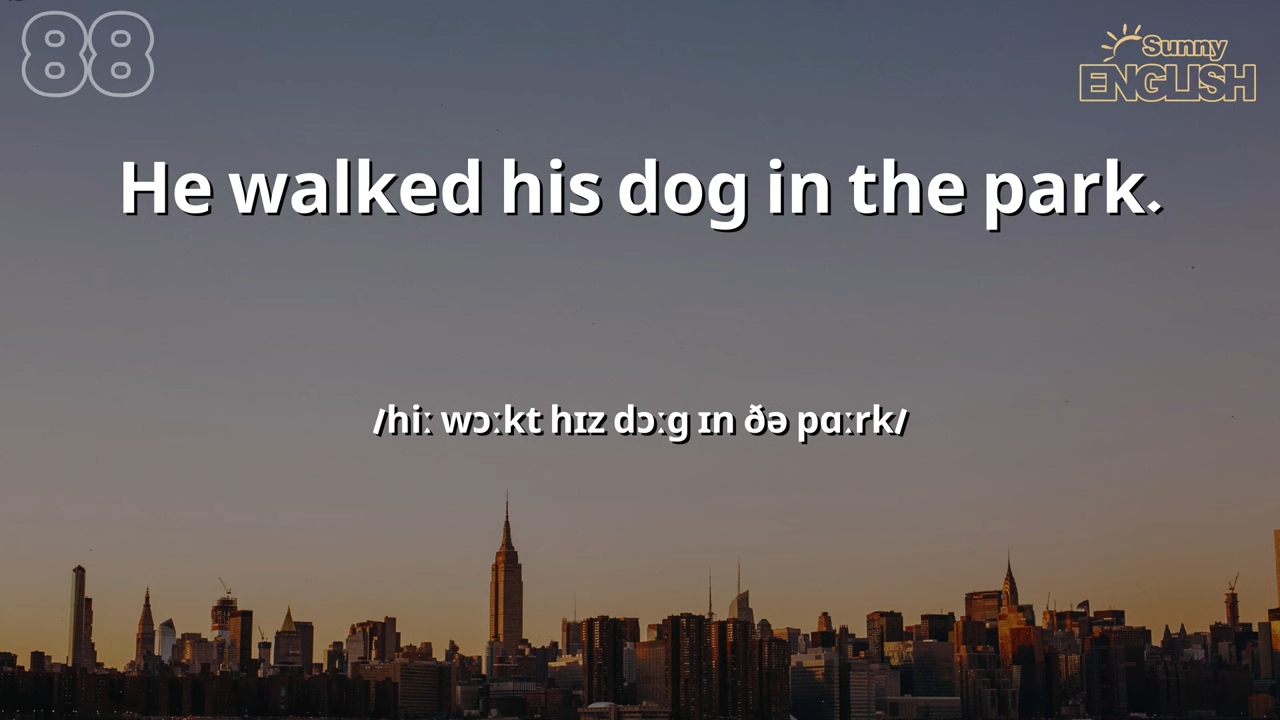 88
Sunny
ENGLISH
He walked his dog in the park.
/hiː wɔːkt hɪz dɔːg ɪn ðə pɑːrk/